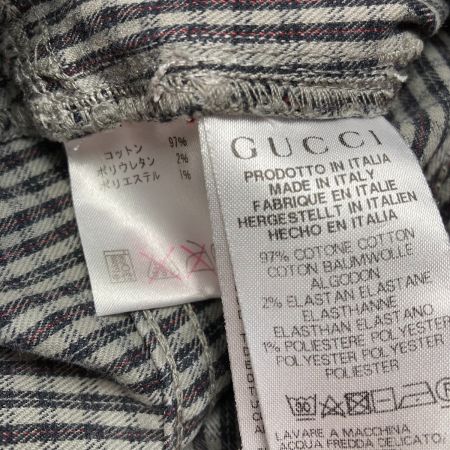 コットン 97%
ポリウレタン 2%
ポリエステル 1%
GUCCI
PRODOTTO IN ITALIA
MADE IN ITALY
FABRIQUE EN ITALIE
HERGESTELLT IN ITALIEN
HECHO EN ITALIA
97% COTONE COTTON
COTON BAUMWOLLE
ALGODON
2% ELASTAN ELASTANE
ELASTHANNE
ELASTHAN ELASTANO
1% POLIESTERE POLYESTER
POLYESTER POLYESTER
POLIESTER
LAVARE A MACCHINA
ACQUA FREDDA DELICATO/